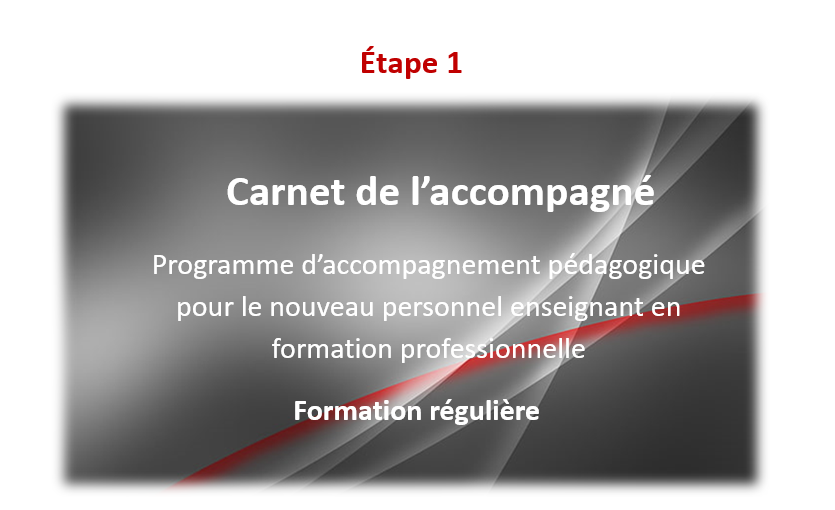 Étape 1
Carnet de l’accompagné
Programme d’accompagnement pédagogique
pour le nouveau personnel enseignant en
formation professionnelle
Formation régulière